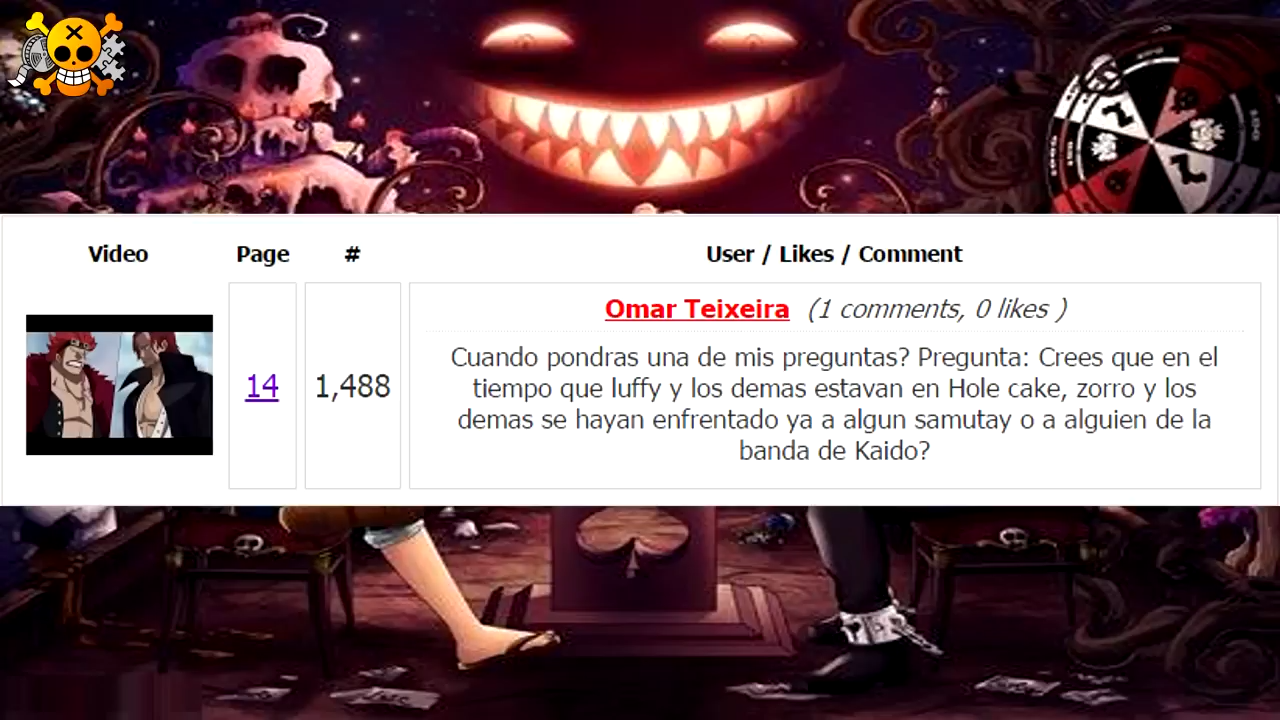 Video Page # User / Likes / Comment
Omar Teixeira (1 comments, 0 likes )
14 1,488
Cuando pondras una de mis preguntas? Pregunta: Crees que en el
tiempo que luffy y los demas estavan en Hole cake, zorro y los
demas se hayan enfrentado ya a algun samutay o a alguien de la
banda de Kaido?